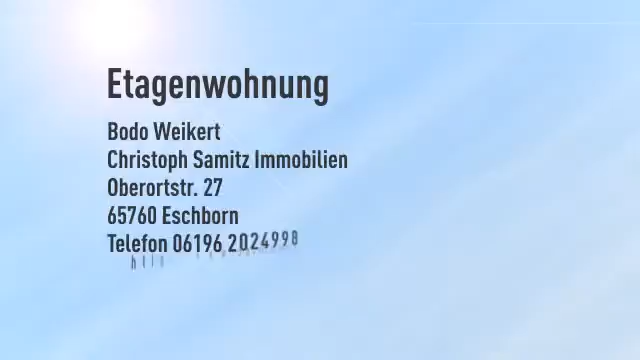 Etagenwohnung
Bodo Weikert
Christoph Samitz Immobilien
Oberortstr. 27
65760 Eschborn
Telefon 06196 2024998